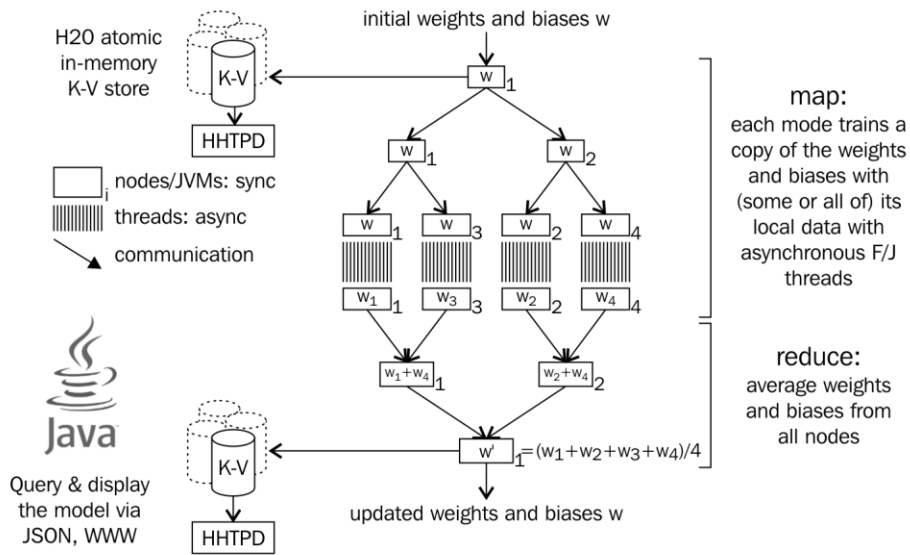 initial weights and biases w
H2O atomic
in-memory
K-V store
K-V
HHTPD
w 1
w 1
w 2
i nodes/JVMs: sync
threads: async
communication
w 1
w 3
w 2
w 4
w1 1
w3 3
w2 2
w4 4
map:
each mode trains a
copy of the weights
and biases with
(some or all of) its
local data with
asynchronous F/J
threads
w1+w4 1
w2+w4 2
reduce:
average weights
and biases from
all nodes
Java
K-V
w' 1 =(w1+w2+w3+w4)/4
Query & display
the model via
JSON, WWW
HHTPD
updated weights and biases w